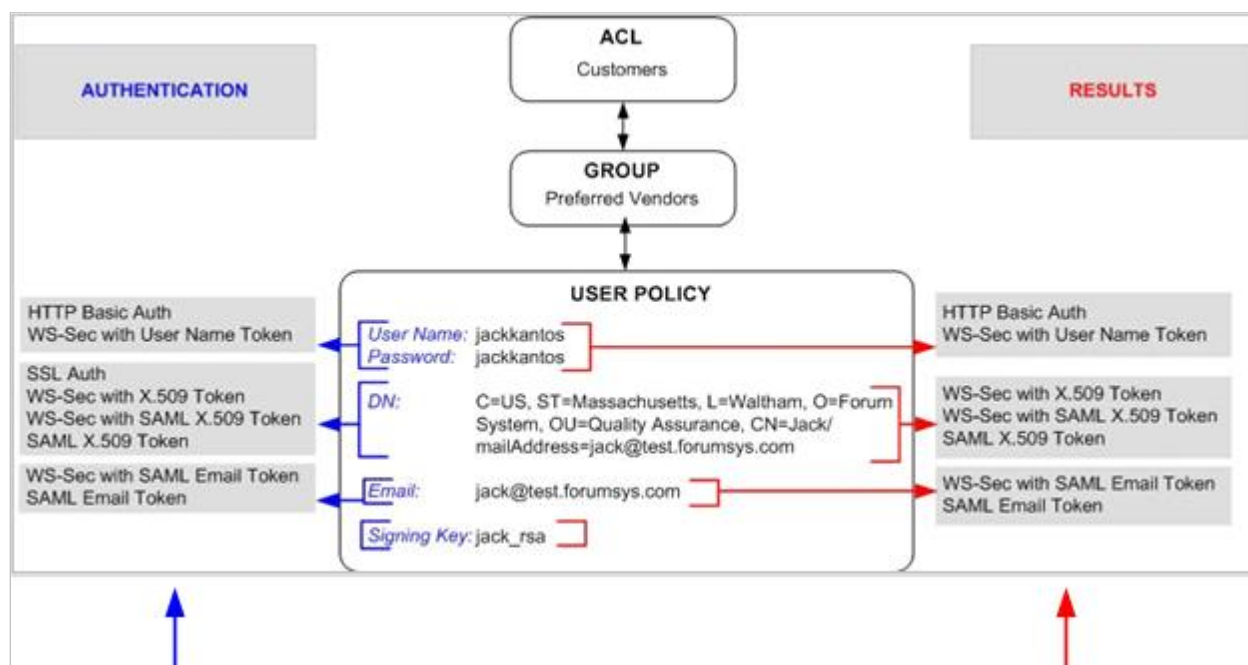 ACL
Customers
AUTHENTICATION
RESULTS
GROUP
Preferred Vendors
USER POLICY
HTTP Basic Auth
WS-Sec with User Name Token
User Name: jackkantos
Password: jackkantos
HTTP Basic Auth
WS-Sec with User Name Token
SSL Auth
WS-Sec with X.509 Token
WS-Sec with SAML X.509 Token
SAML X.509 Token
DN: C=US, ST=Massachusetts, L=Waltham, O=Forum
System, OU=Quality Assurance, CN=Jack/
mailAddress=jack@test.forumsys.com
WS-Sec with X.509 Token
WS-Sec with SAML X.509 Token
SAML X.509 Token
WS-Sec with SAML Email Token
SAML Email Token
Email: jack@test.forumsys.com
WS-Sec with SAML Email Token
SAML Email Token
Signing Key: jack_rsa